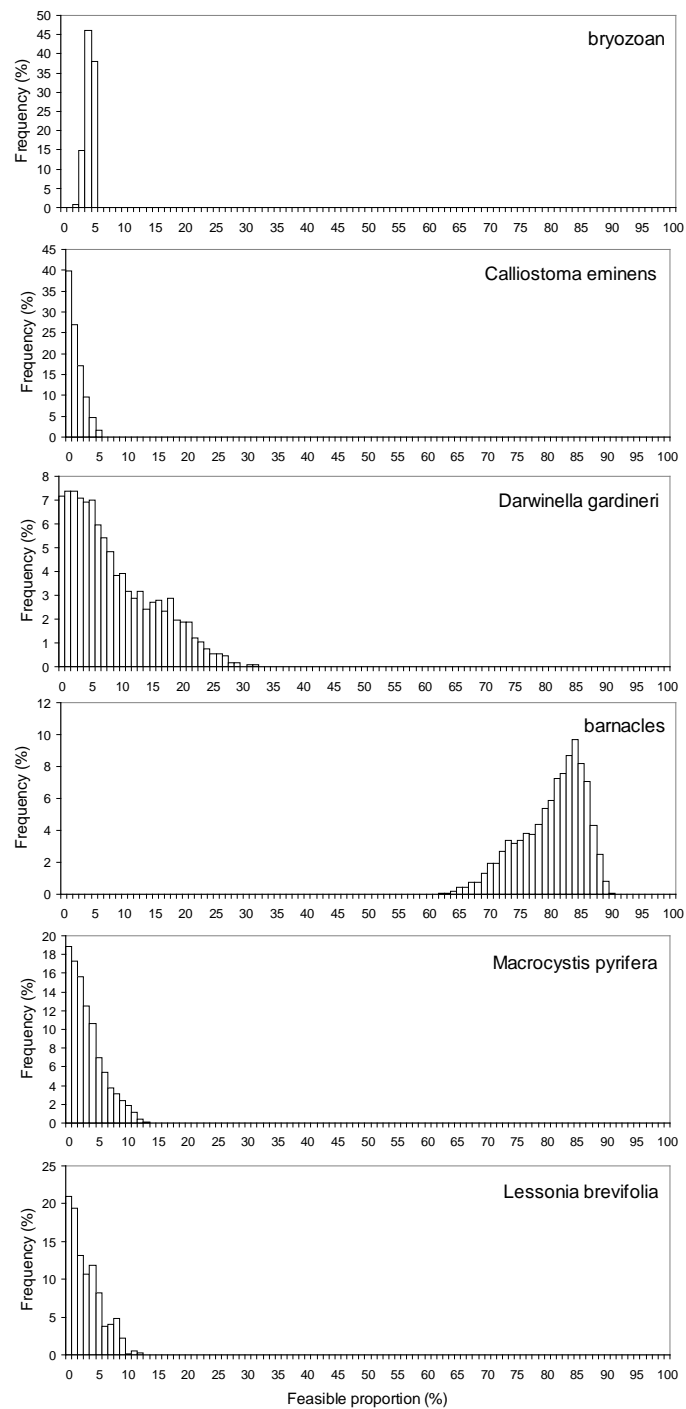 bryozoan
Frequency (%)
50
45
40
35
30
25
20
15
10
5
0
0 5 10 15 20 25 30 35 40 45 50 55 60 65 70 75 80 85 90 95 100
Calliostoma eminens
Frequency (%)
45
40
35
30
25
20
15
10
5
0
0 5 10 15 20 25 30 35 40 45 50 55 60 65 70 75 80 85 90 95 100
Darwinella gardineri
Frequency (%)
8
7
6
5
4
3
2
1
0
0 5 10 15 20 25 30 35 40 45 50 55 60 65 70 75 80 85 90 95 100
barnacles
Frequency (%)
12
10
8
6
4
2
0
0 5 10 15 20 25 30 35 40 45 50 55 60 65 70 75 80 85 90 95 100
Macrocystis pyrifera
Frequency (%)
20
18
16
14
12
10
8
6
4
2
0
0 5 10 15 20 25 30 35 40 45 50 55 60 65 70 75 80 85 90 95 100
Lessonia brevifolia
Frequency (%)
25
20
15
10
5
0
0 5 10 15 20 25 30 35 40 45 50 55 60 65 70 75 80 85 90 95 100
Feasible proportion (%)